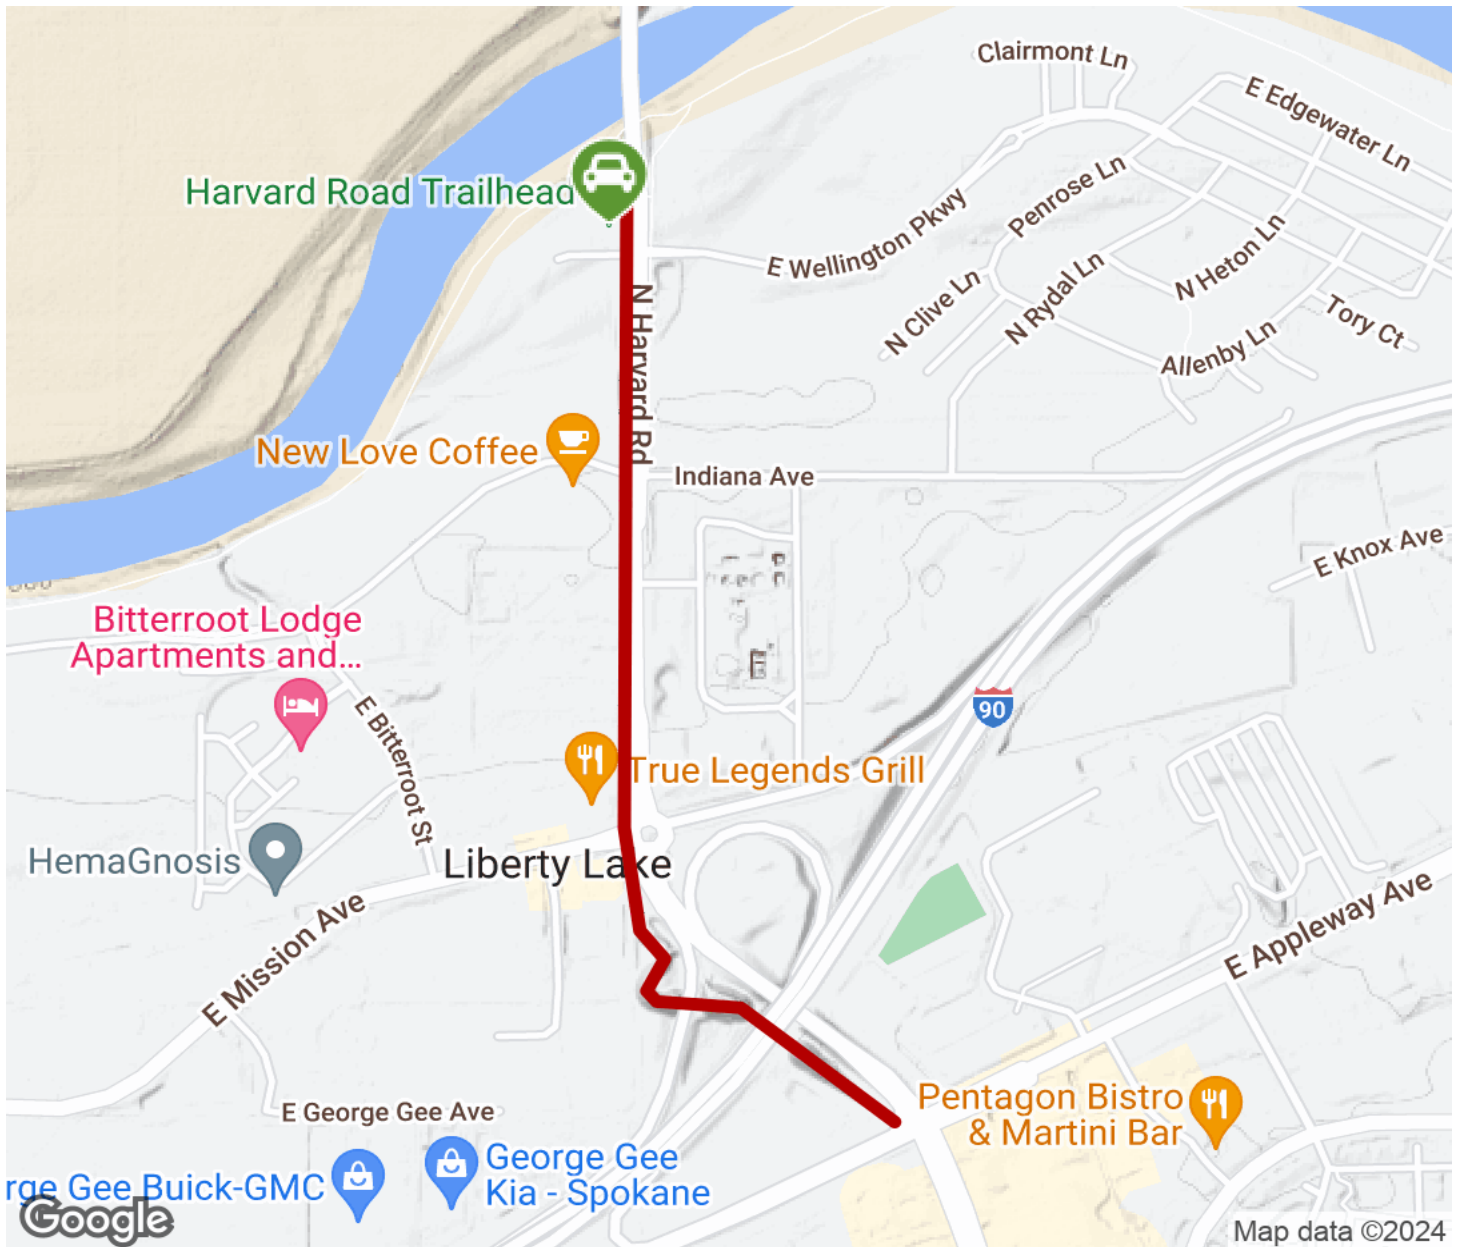 Clairmont Ln
E Edgewater Ln
Harvard Road Trailhead
Penrose Ln
E Wellington Pkwy
N Heton Ln
N Clive Ln
N Rydal Ln
Tory Ct
Allenby Ln
N Harvard Rd
New Love Coffee
Indiana Ave
E Knox Ave
Bitterroot Lodge
Apartments and...
90
E Bitterroot St
True Legends Grill
HemaGnosis
Liberty Lake
E Mission Ave
E Appleway Ave
E George Gee Ave
Pentagon Bistro
& Martini Bar
George Gee
Kia - Spokane
rge Gee Buick-GMC
Google
Map data ©2024